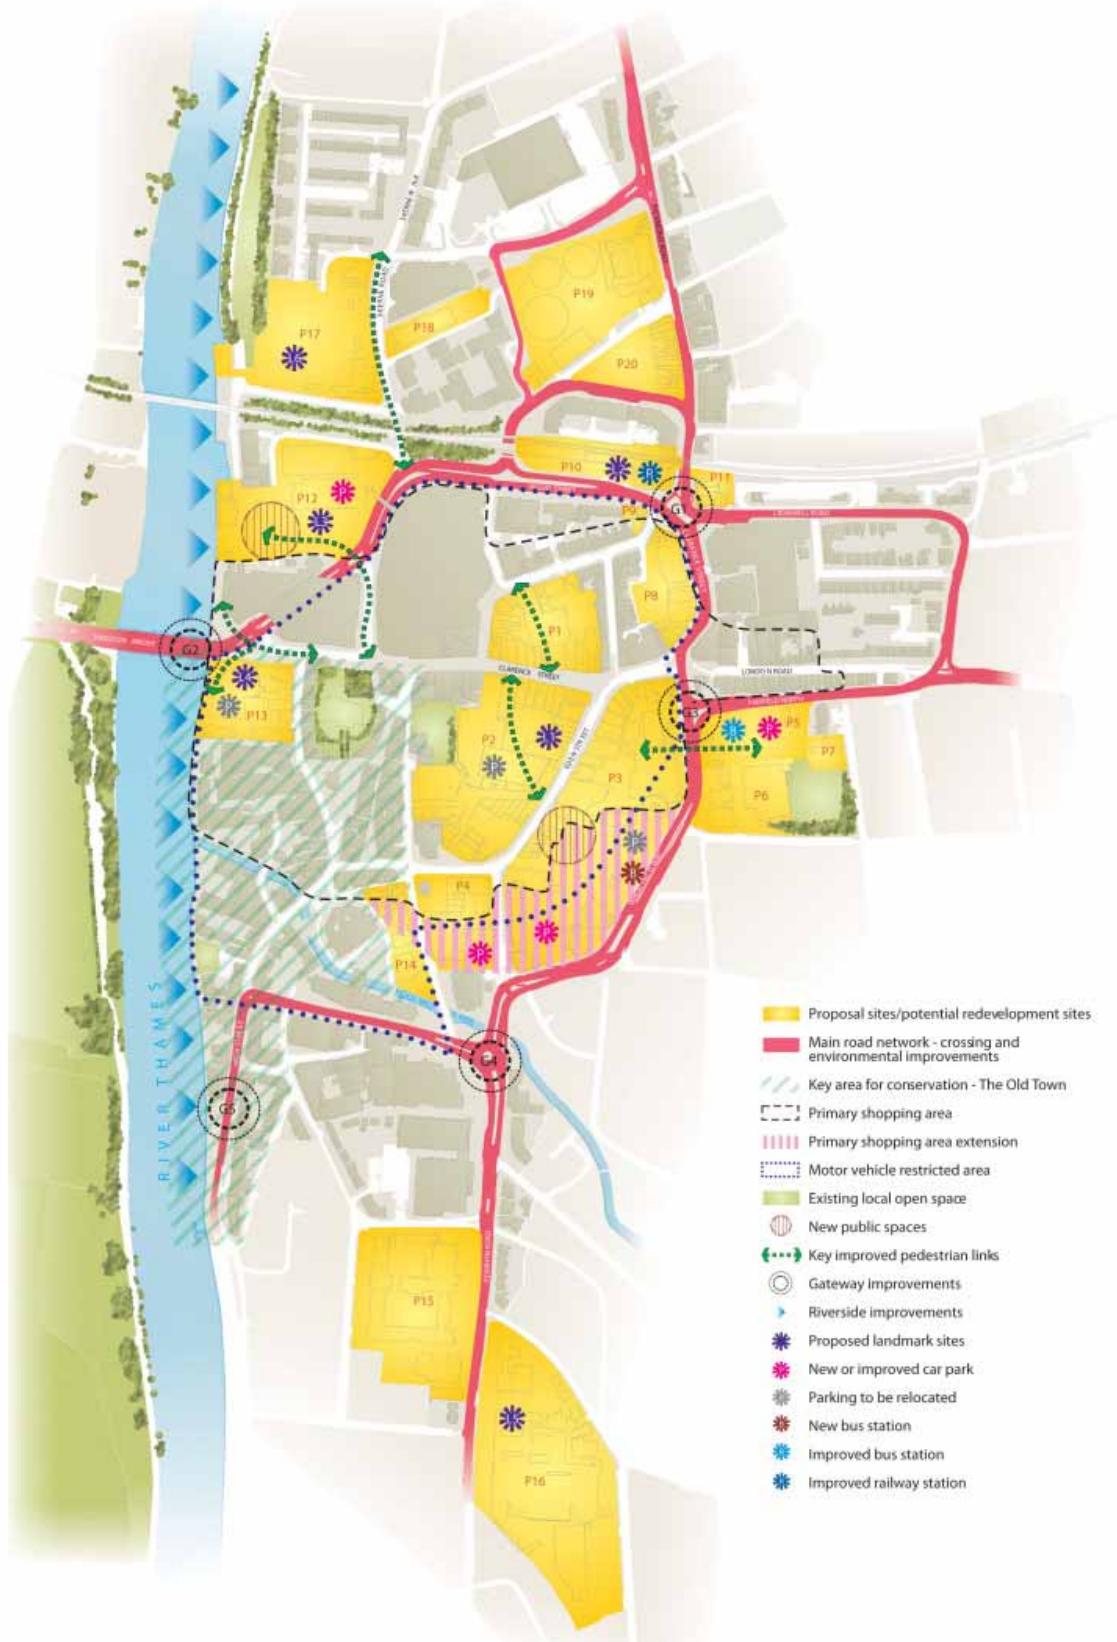 P19
P17
P18
P20
P10
P11
P12
P9
G1
P8
P1
G2
CLARENCE STREET
LONDON ROAD
P13
G3
P2
P5
P7
P3
P6
P4
P14
RIVER THAMES
G4
G5
P15
P16
Proposal sites/potential redevelopment sites
Main road network - crossing and
environmental improvements
Key area for conservation - The Old Town
Primary shopping area
Primary shopping area extension
Motor vehicle restricted area
Existing local open space
New public spaces
Key improved pedestrian links
Gateway improvements
Riverside improvements
Proposed landmark sites
New or improved car park
Parking to be relocated
New bus station
Improved bus station
Improved railway station